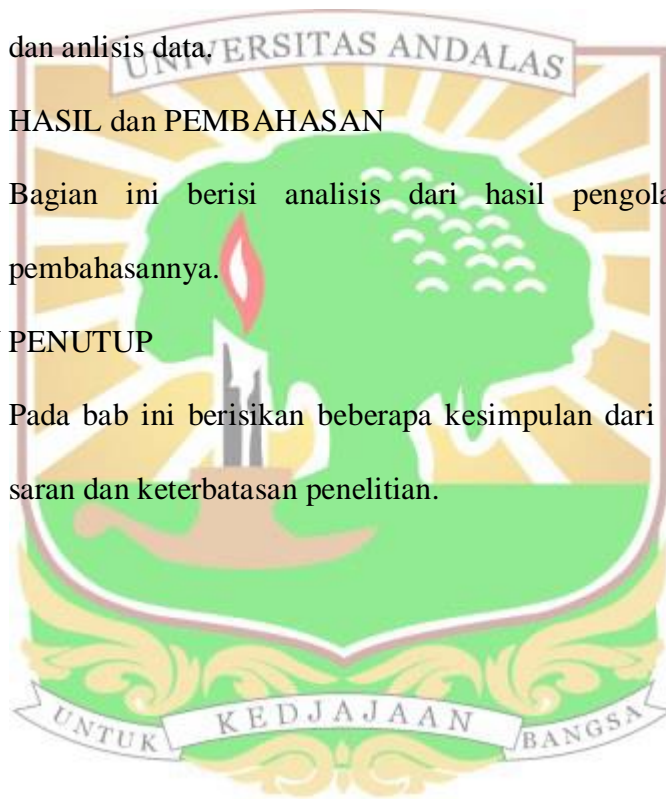 dan anlisis data.
UNIVERSITAS ANDALAS
HASIL dan PEMBAHASAN
Bagian ini berisi analisis dari hasil
pembahasannya.
PENUTUP
Pada bab ini berisikan beberapa kesimpulan dari
saran dan keterbatasan penelitian.
UNTUK KEDJAJAAN BANGSA